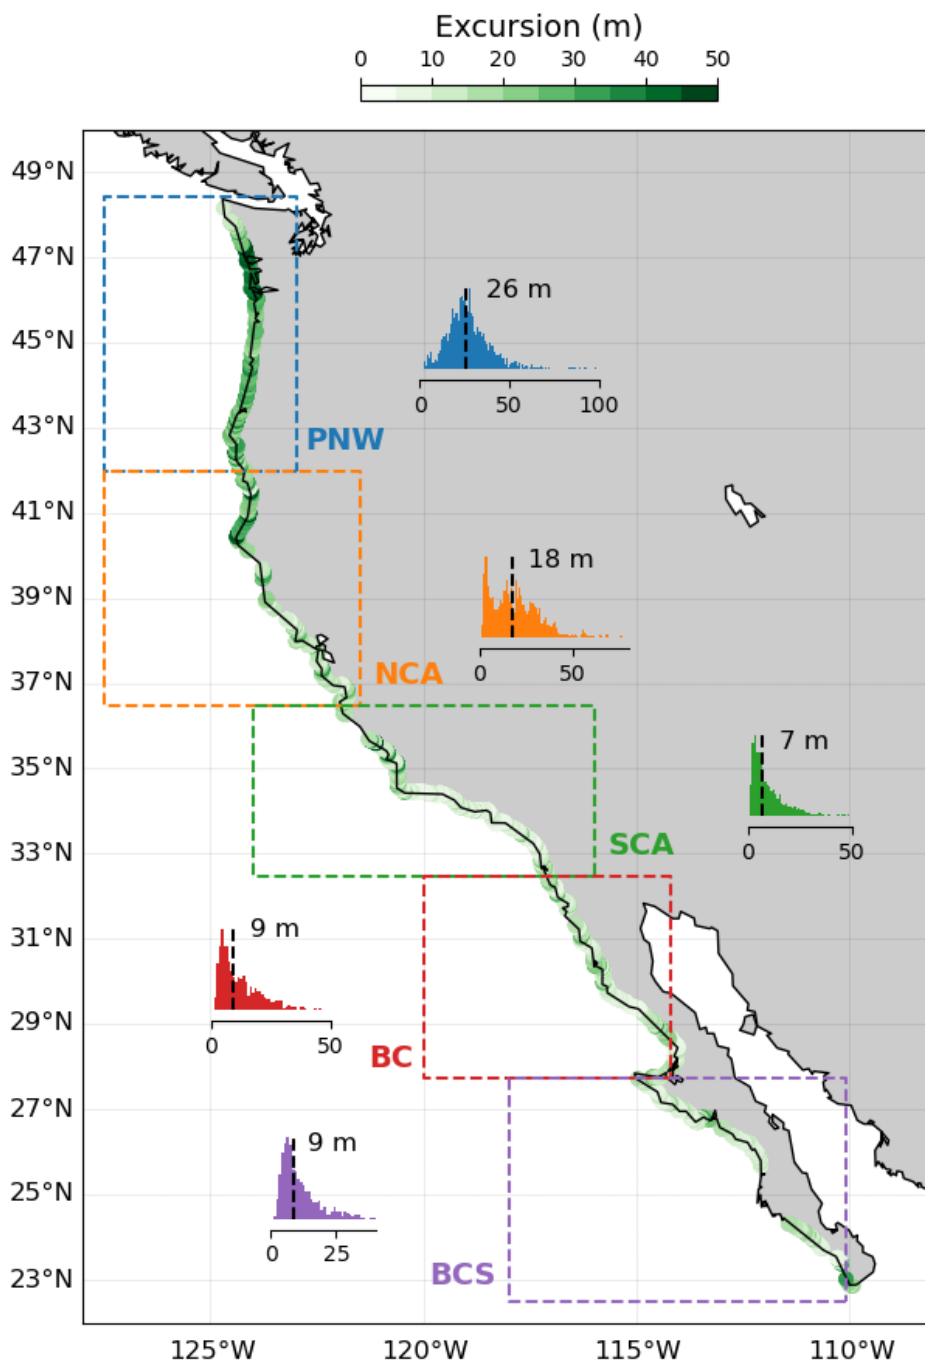 Excursion (m)
0 10 20 30 40 50
49°N
47°N
26 m
45°N
0 50 100
43°N
PNW
41°N
18 m
39°N
0 50
37°N
NCA
7 m
35°N
33°N
SCA
0 50
31°N
9 m
29°N
0 50
BC
27°N
9 m
25°N
0 25
23°N
BCS
125°W 120°W 115°W 110°W